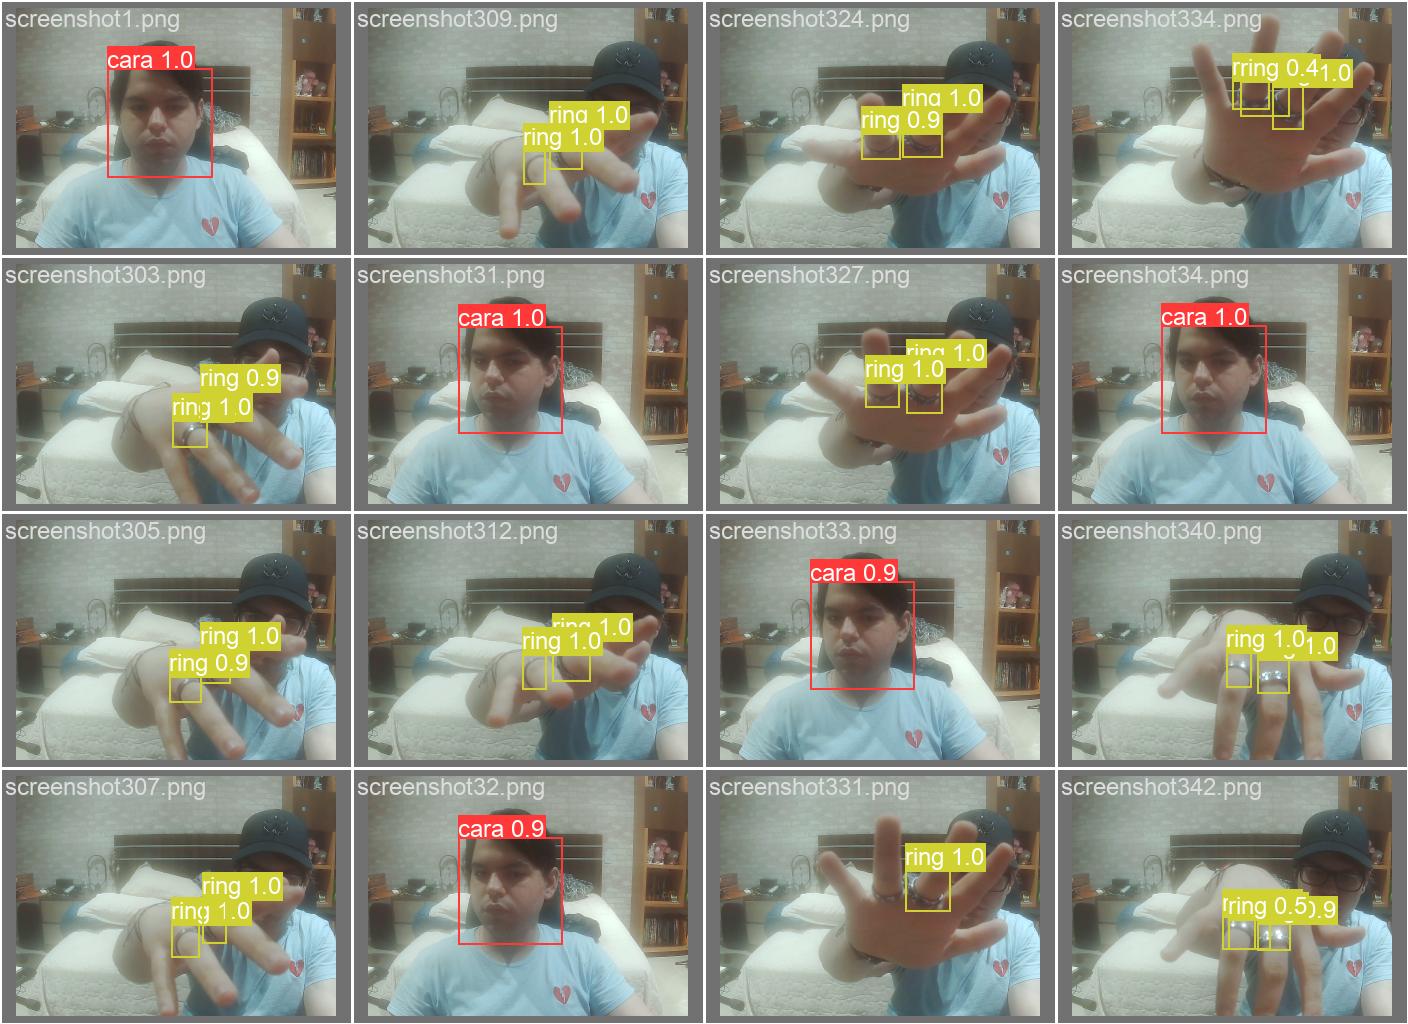 screenshot1.png
cara 1.0
screenshot309.png
ring 1.0
ring 1.0
screenshot324.png
ring 1.0
ring 0.9
screenshot334.png
ring 0.4
1.0
screenshot303.png
ring 0.9
ring 1.0
screenshot31.png
cara 1.0
screenshot327.png
ring 1.0
ring 1.0
screenshot34.png
cara 1.0
screenshot305.png
ring 1.0
ring 0.9
screenshot312.png
ring 1.0
ring 1.0
screenshot33.png
cara 0.9
screenshot340.png
ring 1.0
1.0
screenshot307.png
ring 1.0
ring 1.0
screenshot32.png
cara 0.9
screenshot331.png
ring 1.0
screenshot342.png
ring 0.5
0.9